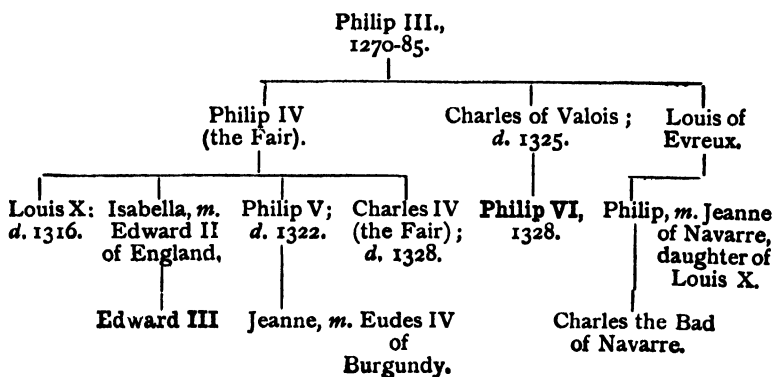 Philip III.,
1270-85.
Philip IV
(the Fair).
Charles of Valois ;
d. 1325.
Louis of
Evreux.
Louis X:
d. 1316.
Isabella, m.
Edward II
of England,
Philip V;
d. 1322.
Charles IV
(the Fair) ;
d. 1328.
Philip VI,
1328.
Philip, m. Jeanne
of Navarre,
daughter of
Louis X.
Edward III
Jeanne, m. Eudes IV
of
Burgundy.
Charles the Bad
of Navarre.